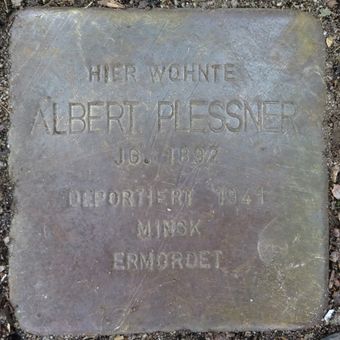 HIER WOHNTE
ALBERT PLESSNER
JG. 1892
DEPORTIERT 1941
MINSK
ERMORDET